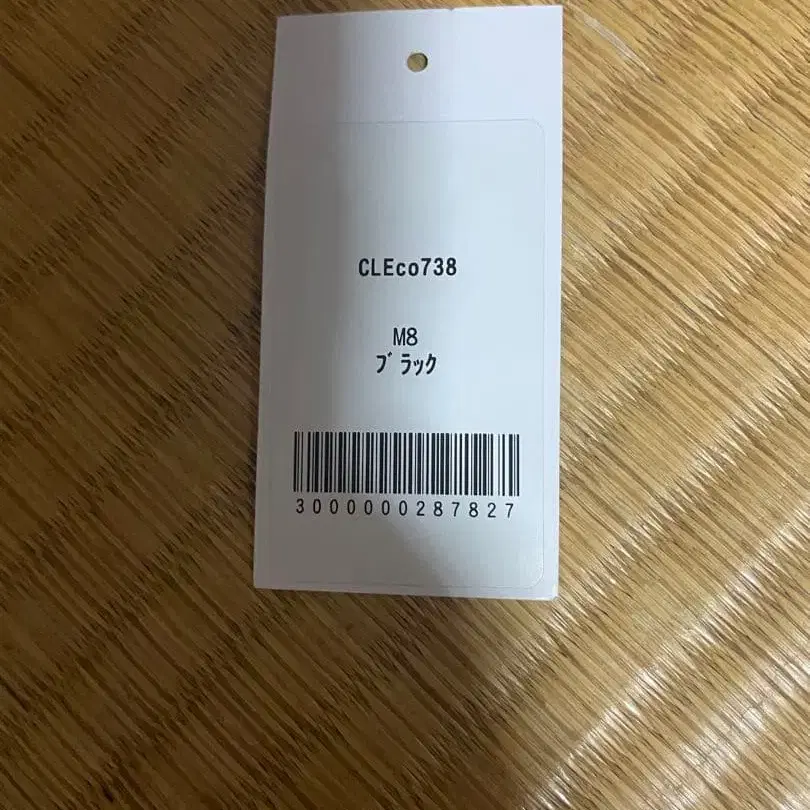 CLEco738
M8
ﾌﾞﾗｯｸ
3000000287827